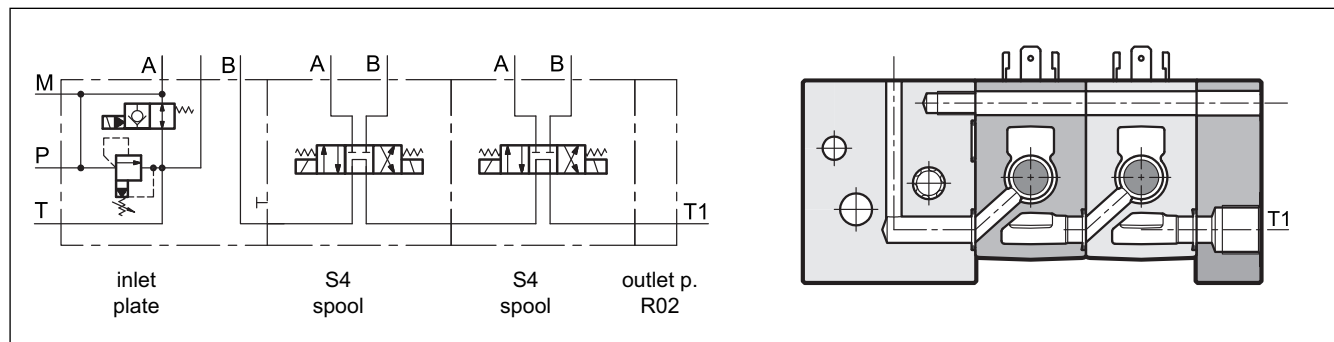 A B A B A B
M
P
T
T1
inlet
plate
S4
spool
S4
spool
outlet p.
R02
T1